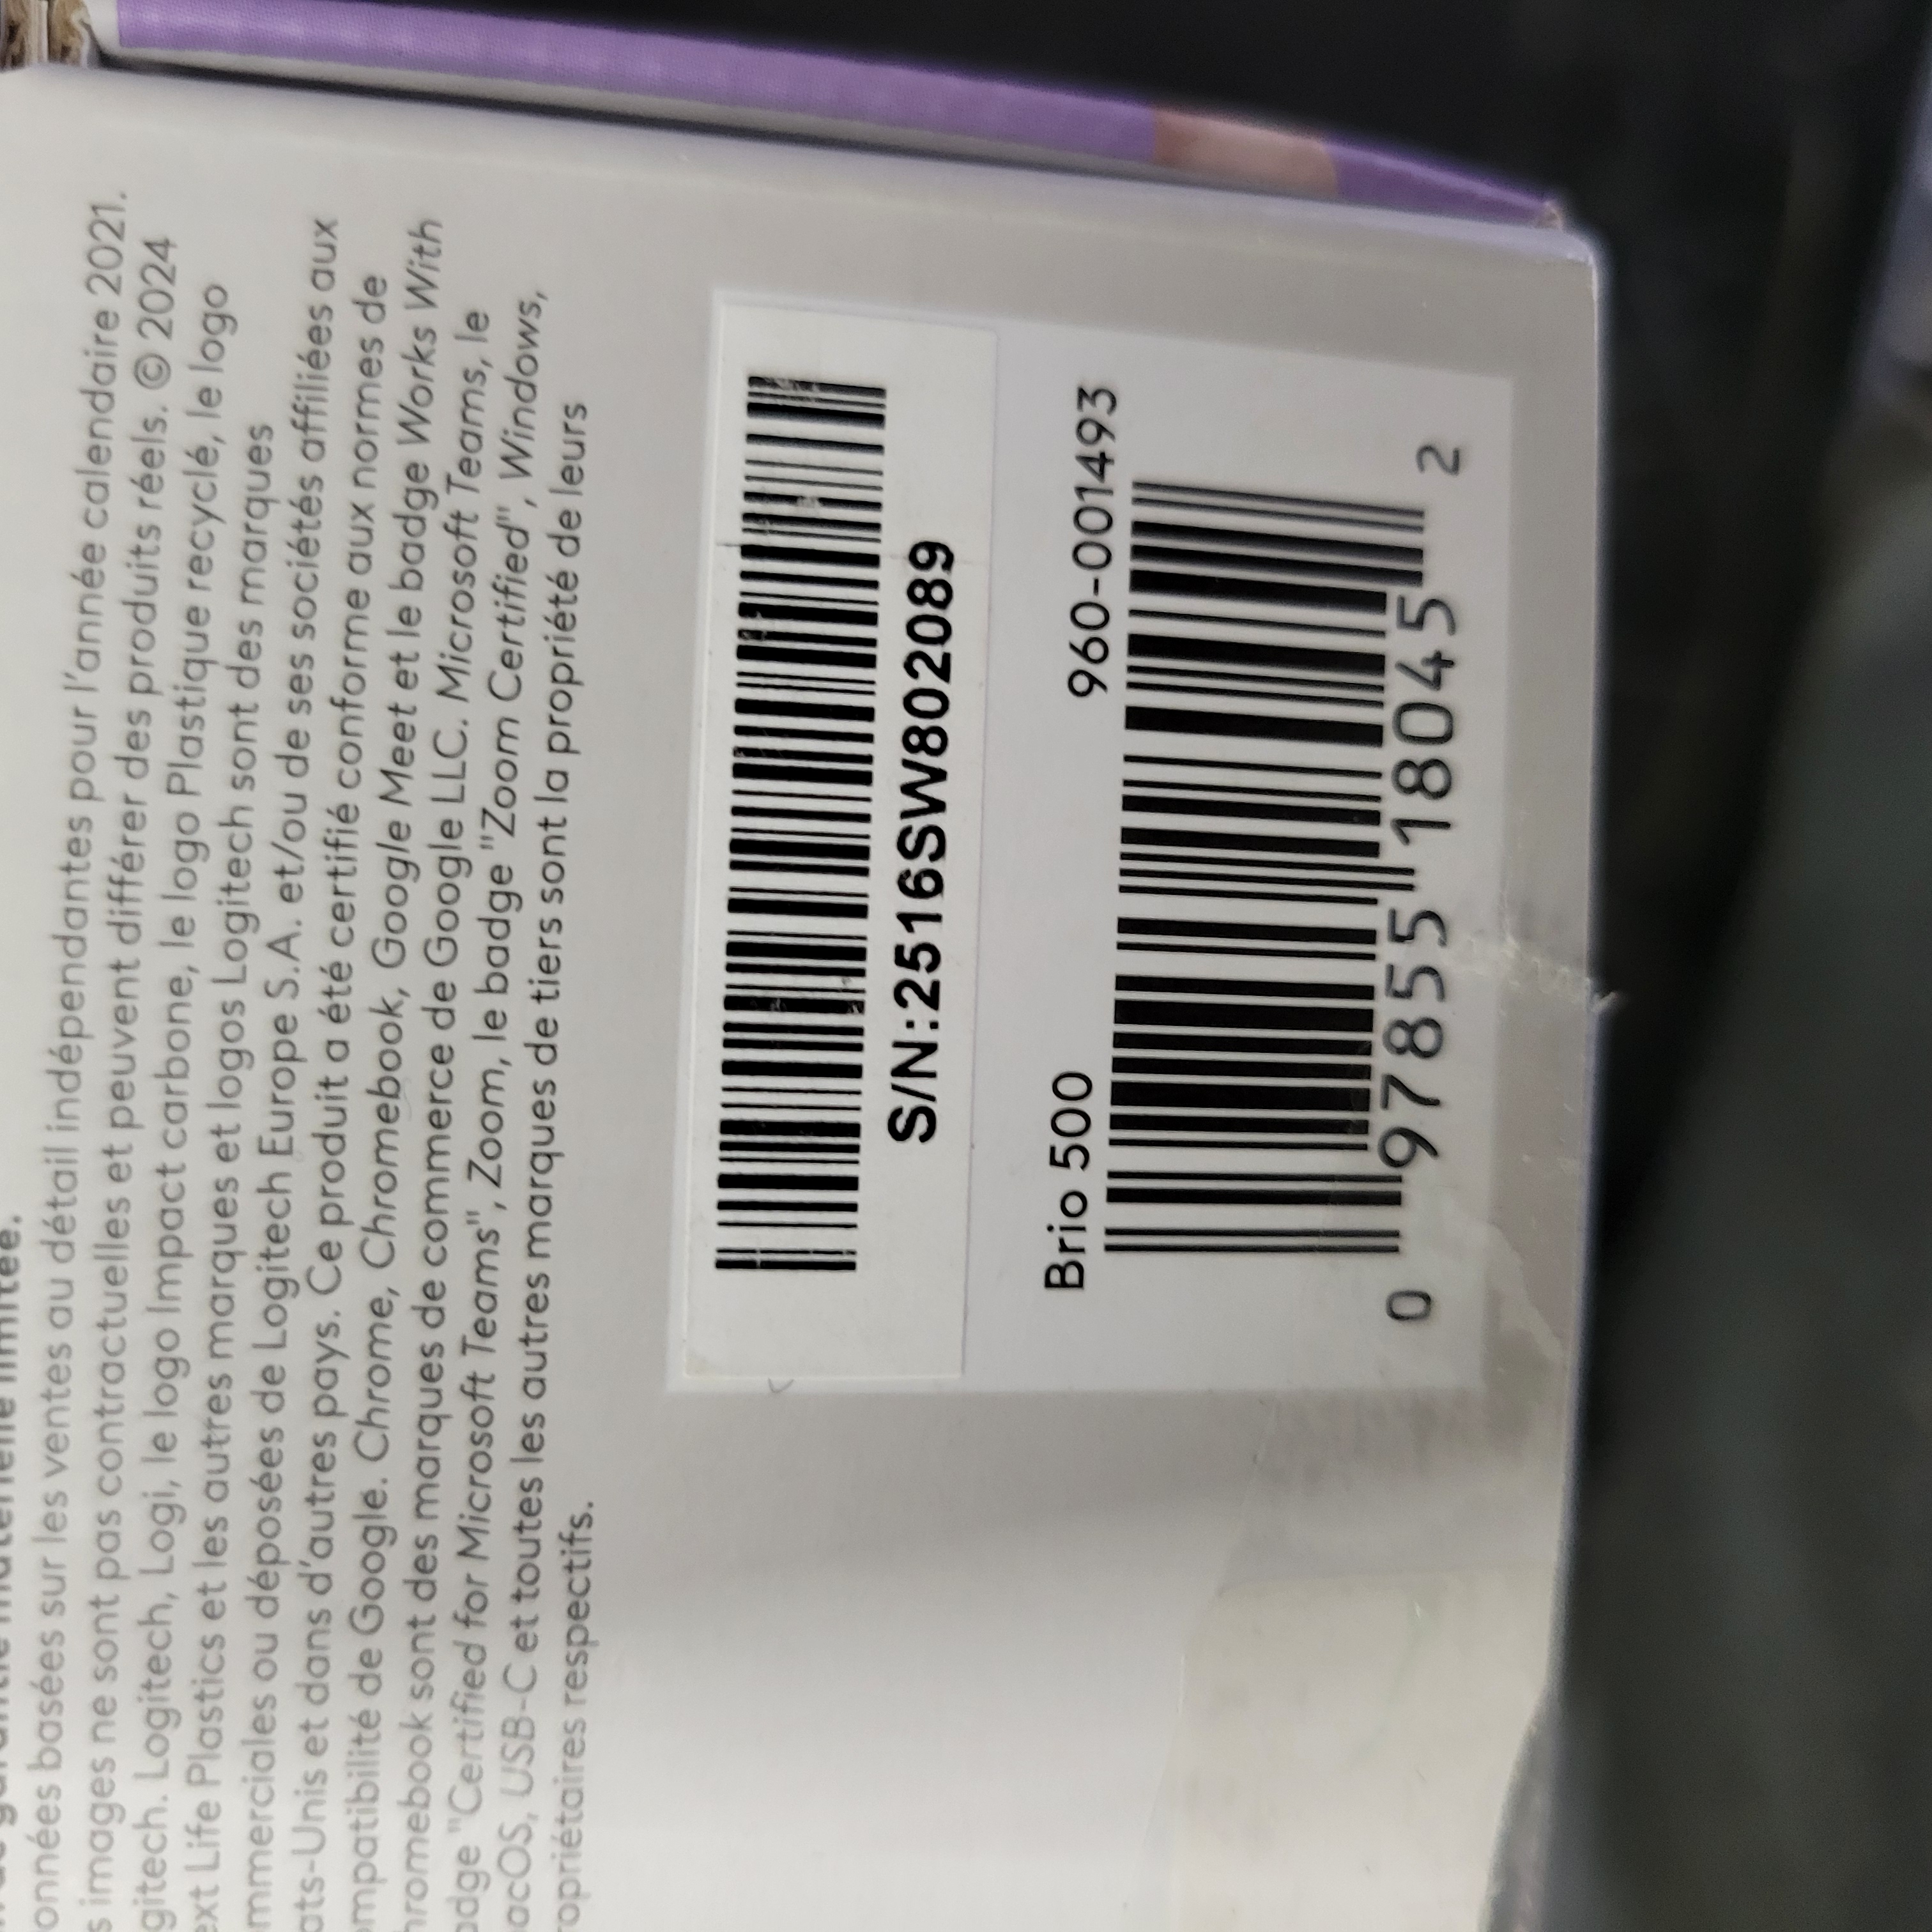 onnées basées sur les ventes au détail indépendantes pour l'année calendaire 2021.
images ne sont pas contractuelles et peuvent différer des produits réels. © 2024
gitech. Logitech, Logi, le logo Impact carbone, le logo Plastique recyclé, le logo
ext Life Plastics et les autres marques et logos Logitech sont des marques
mmerciales ou déposées de Logitech Europe S.A. et/ou de ses sociétés affiliées aux
ats-Unis et dans d'autres pays. Ce produit a été certifié conforme aux normes de
ompatibilité de Google. Chrome, Chromebook, Google Meet et le badge Works With
hromebook sont des marques de commerce de Google LLC. Microsoft Teams, le
adge "Certified for Microsoft Teams", Zoom, le badge "Zoom Certified", Windows,
acOS, USB-C et toutes les autres marques de tiers sont la propriété de leurs
ropriétaires respectifs.
S/N:2516SW802089
Brio 500 960-001493
0 97855 18045 2